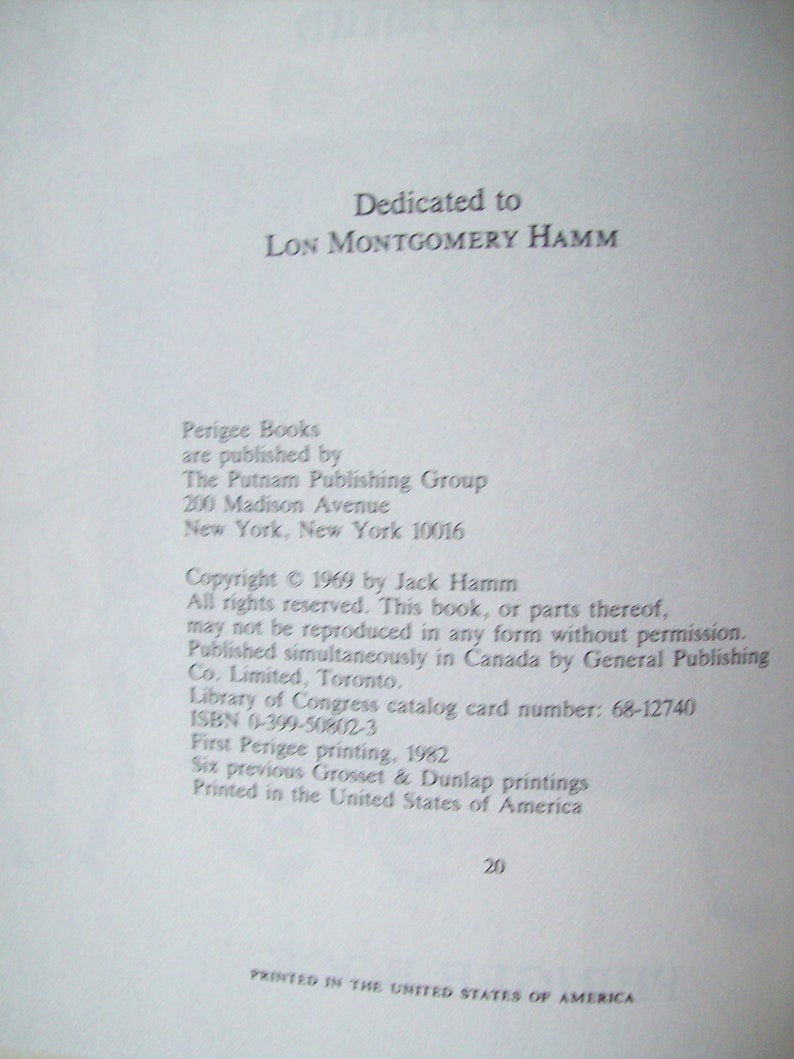 Dedicated to
LON MONTGOMERY HAMM
Perigee Books
are published by
The Putnam Publishing Group
200 Madison Avenue
New York, New York 10016
Copyright © 1969 by Jack Hamm
All rights reserved. This book, or parts thereof,
may not be reproduced in any form without permission.
Published simultaneously in Canada by General Publishing
Co. Limited, Toronto.
Library of Congress catalog card number: 68-12740
ISBN 0-399-50802-3
First Perigee printing, 1982
Six previous Grosset & Dunlap printings
Printed in the United States of America
20
PRINTED IN THE UNITED STATES OF AMERICA